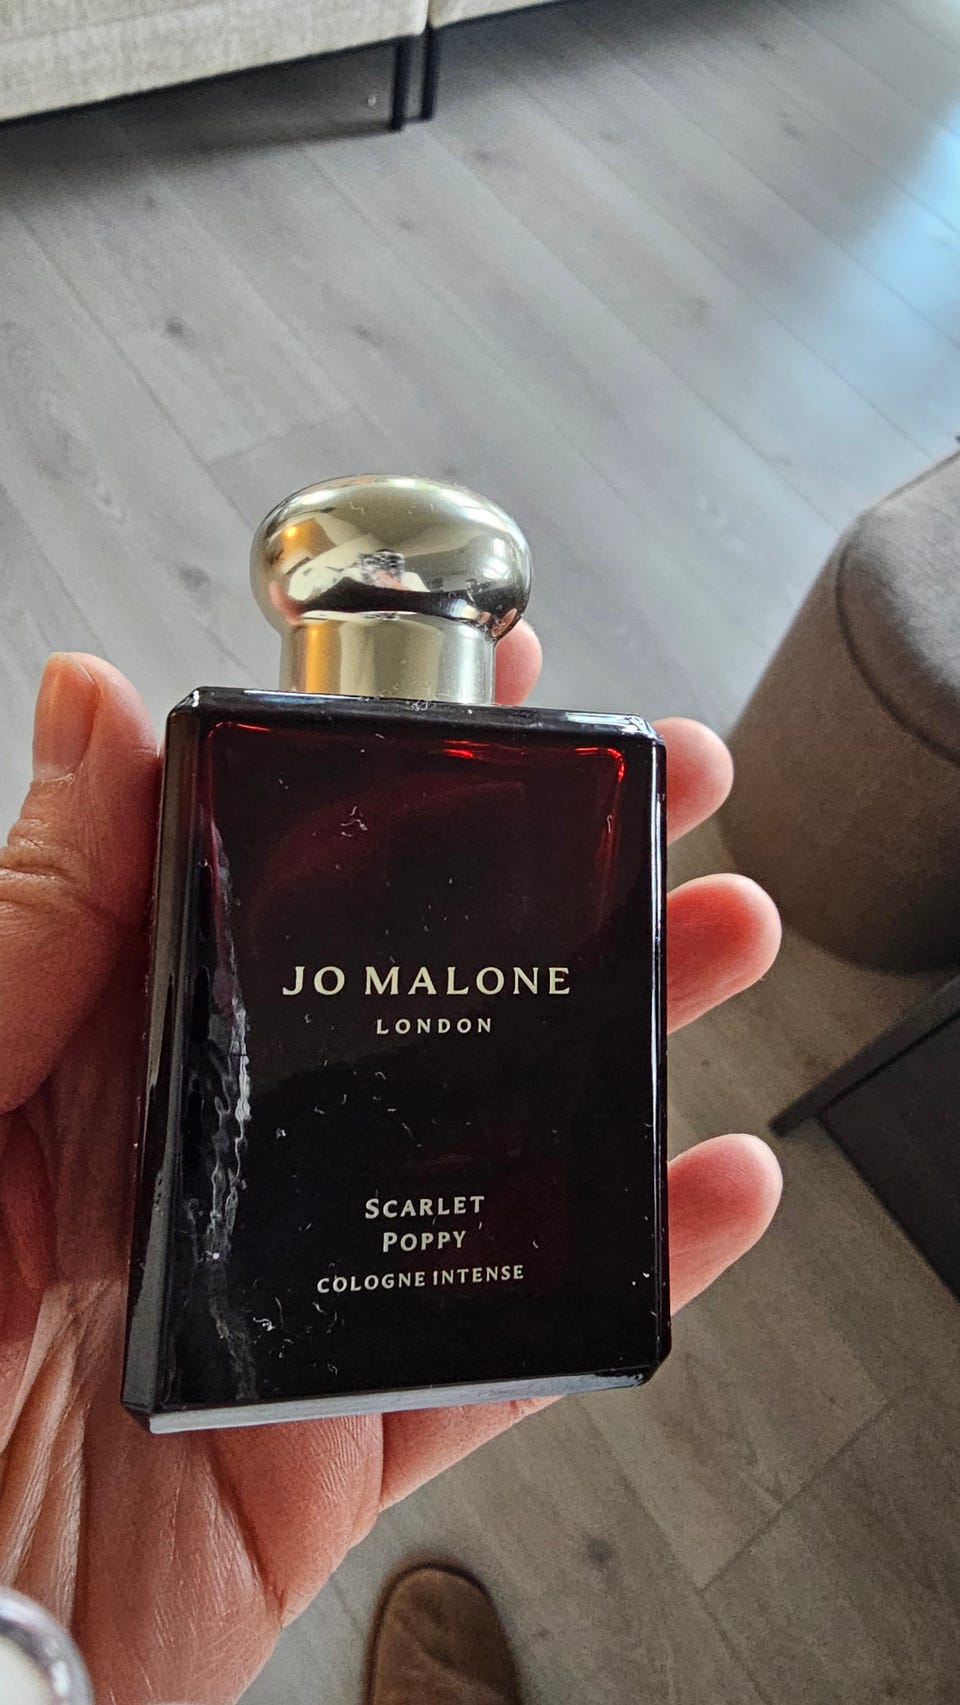 JO MALONE
LONDON
SCARLET
POPPY
COLOGNE INTENSE